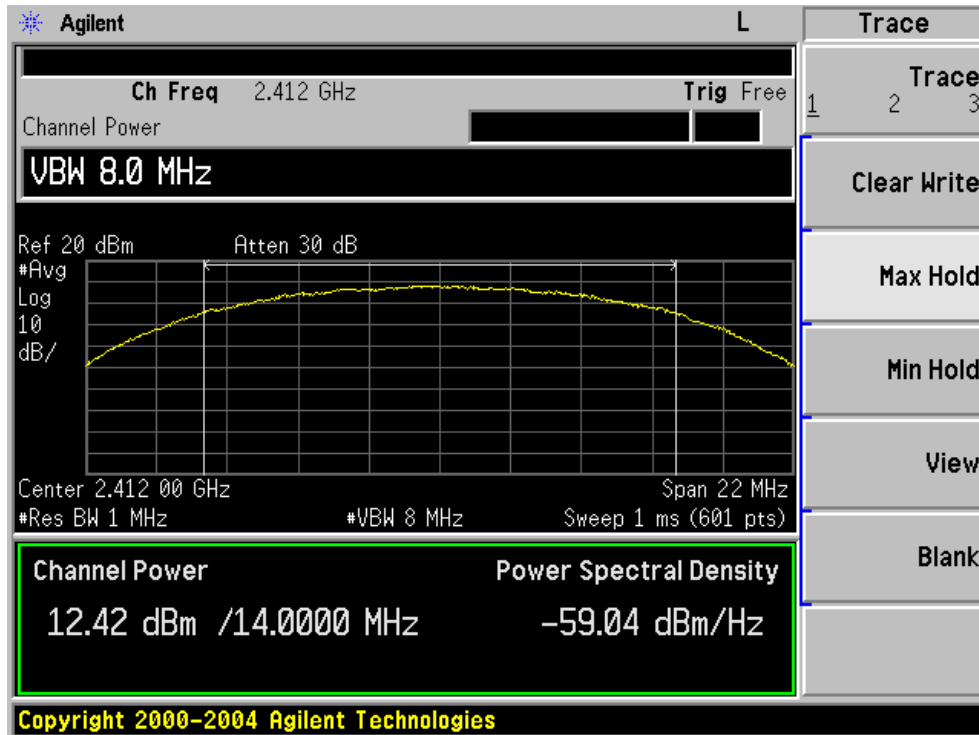 Agilent L Trace
Ch Freq 2.412 GHz Trig Free
Channel Power
VBW 8.0 MHz
Ref 20 dBm Atten 30 dB
#Avg
Log
10
dB/
Center 2.412 00 GHz Span 22 MHz
#Res BW 1 MHz #VBW 8 MHz Sweep 1 ms (601 pts)
Channel Power Power Spectral Density
12.42 dBm /14.0000 MHz -59.04 dBm/Hz
Copyright 2000-2004 Agilent Technologies
Trace
1 2 3
Clear Write
Max Hold
Min Hold
View
Blank